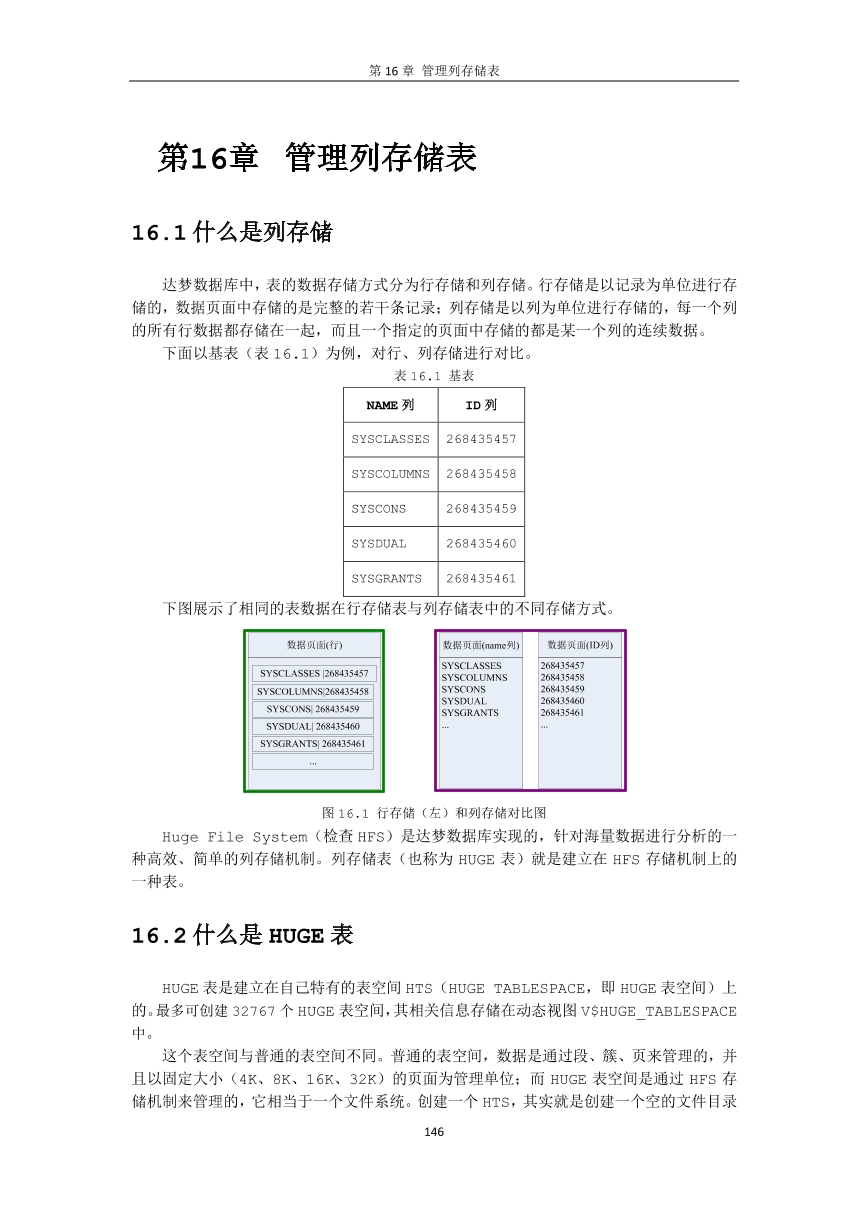 第 16 章 管理列存储表
第16章 管理列存储表
16.1 什么是列存储
达梦数据库中，表的数据存储方式分为行存储和列存储。行存储是以记录为单位进行存
储的，数据页面中存储的是完整的若干条记录；列存储是以列为单位进行存储的，每一个列
的所有行数据都存储在一起，而且一个指定的页面中存储的都是某一个列的连续数据。
下面以基表（表 16.1）为例，对行、列存储进行对比。
表 16.1 基表
NAME 列 ID 列
SYSCLASSES 268435457
SYSCOLUMNS 268435458
SYSCONS 268435459
SYSDUAL 268435460
SYSGRANTS 268435461
下图展示了相同的表数据在行存储表与列存储表中的不同存储方式。
数据页面(行)
SYSCLASSES |268435457
SYSCOLUMNS|268435458
SYSCONS| 268435459
SYSDUAL| 268435460
SYSGRANTS| 268435461
...
数据页面(name列)
SYSCLASSES
SYSCOLUMNS
SYSCONS
SYSDUAL
SYSGRANTS
...
数据页面(ID列)
268435457
268435458
268435459
268435460
268435461
...
图 16.1 行存储（左）和列存储对比图
Huge File System（检查 HFS）是达梦数据库实现的，针对海量数据进行分析的一
种高效、简单的列存储机制。列存储表（也称为 HUGE 表）就是建立在 HFS 存储机制上的
一种表。
16.2 什么是 HUGE 表
HUGE 表是建立在自己特有的表空间 HTS（HUGE TABLESPACE，即 HUGE 表空间）上
的。最多可创建 32767 个 HUGE 表空间，其相关信息存储在动态视图 V$HUGE_TABLESPACE
中。
这个表空间与普通的表空间不同。普通的表空间，数据是通过段、簇、页来管理的，并
且以固定大小（4K、8K、16K、32K）的页面为管理单位；而 HUGE 表空间是通过 HFS 存
储机制来管理的，它相当于一个文件系统。创建一个 HTS，其实就是创建一个空的文件目录
146